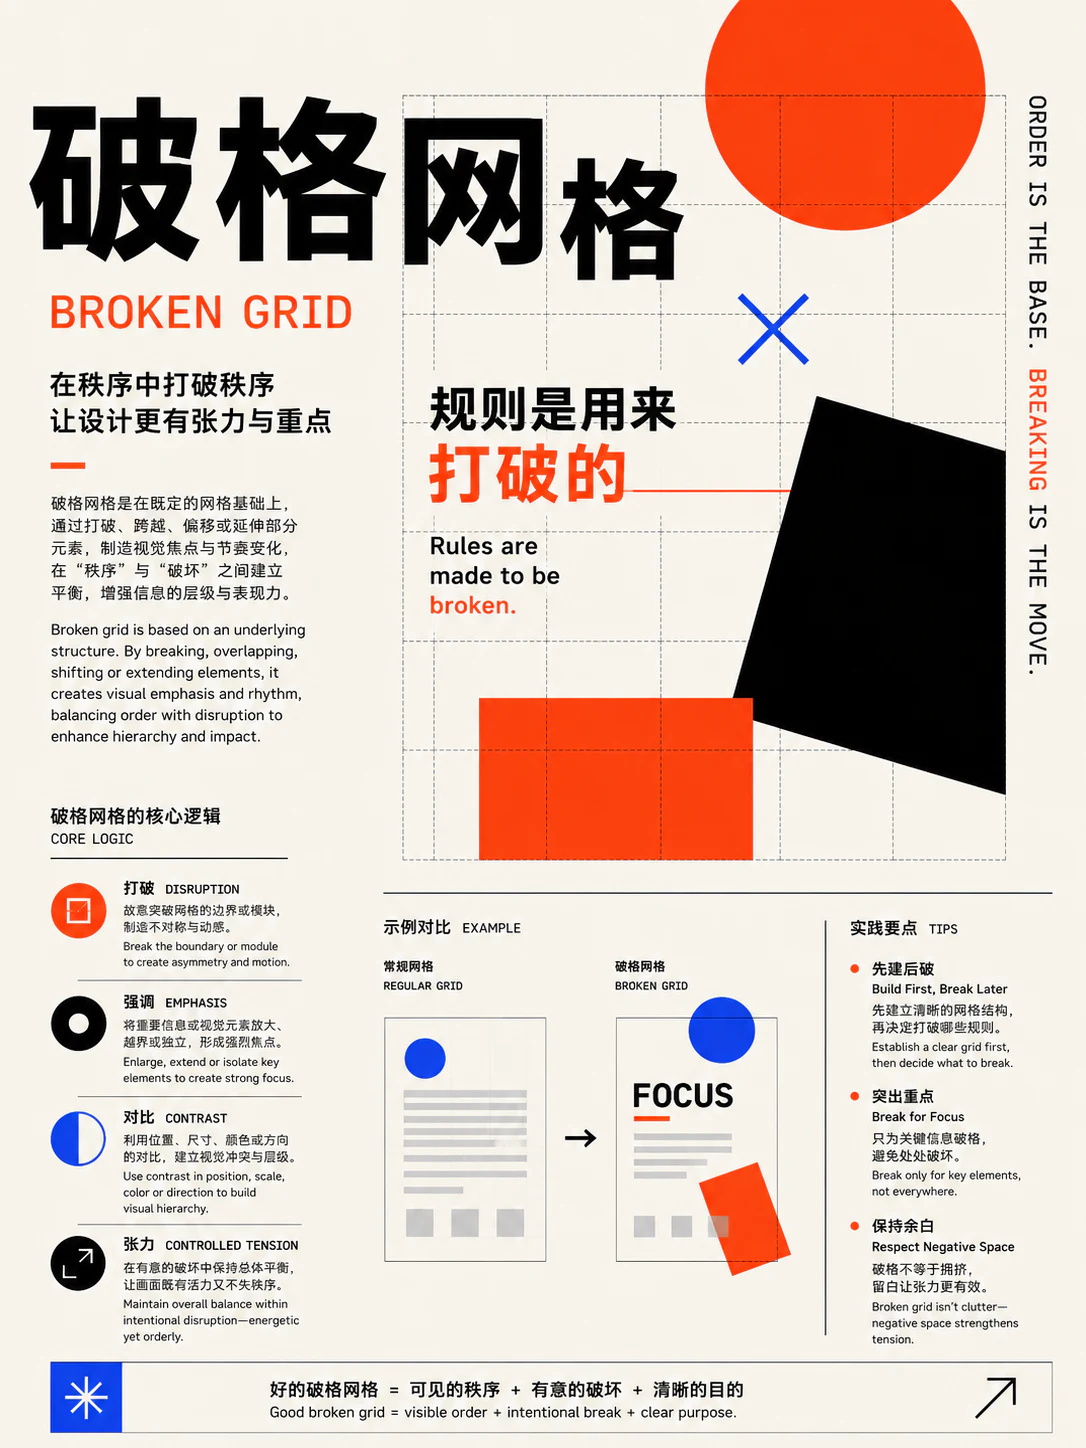 破格网格
BROKEN GRID
在秩序中打破秩序
让设计更有张力与重点
破格网格是在既定的网格基础上，
通过打破、跨越、偏移或延伸部分
元素，制造视觉焦点与节奏变化，
在“秩序”与“破坏”之间建立
平衡，增强信息的层级与表现力。
Broken grid is based on an underlying
structure. By breaking, overlapping,
shifting or extending elements, it
creates visual emphasis and rhythm,
balancing order with disruption to
enhance hierarchy and impact.
规则是用来
打破的
Rules are
made to be
broken.
ORDER IS THE BASE. BREAKING IS THE MOVE.
破格网格的核心逻辑
CORE LOGIC
打破 DISRUPTION
故意突破网格的边界或模块，
制造不对称与动感。
Break the boundary or module
to create asymmetry and motion.
强调 EMPHASIS
将重要信息或视觉元素放大、
越界或独立，形成强烈焦点。
Enlarge, extend or isolate key
elements to create strong focus.
对比 CONTRAST
利用位置、尺寸、颜色或方向
的对比，建立视觉冲突与层级。
Use contrast in position, scale,
color or direction to build
visual hierarchy.
张力 CONTROLLED TENSION
在有意的破坏中保持总体平衡，
让画面既有活力又不失秩序。
Maintain overall balance within
intentional disruption—energetic
yet orderly.
示例对比 EXAMPLE
常规网格
REGULAR GRID
破格网格
BROKEN GRID
FOCUS
实践要点 TIPS
先建后破
Build First, Break Later
先建立清晰的网格结构，
再决定打破哪些规则。
Establish a clear grid first,
then decide what to break.
突出重点
Break for Focus
只为关键信息破格，
避免处处破坏。
Break only for key elements,
not everywhere.
保持余白
Respect Negative Space
破格不等于拥挤，
留白让张力更有效。
Broken grid isn't clutter—
negative space strengthens
tension.
好的破格网格 = 可见的秩序 + 有意的破坏 + 清晰的目的
Good broken grid = visible order + intentional break + clear purpose.